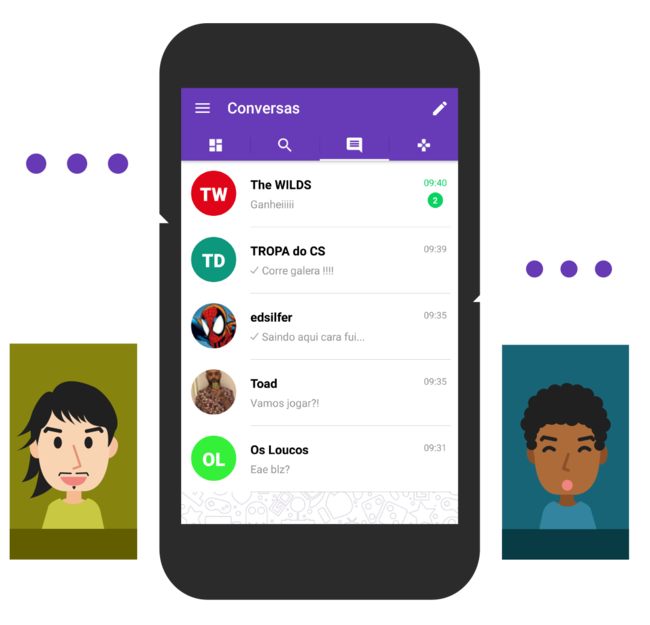 Conversas
TW
The WILDS
09:40
Ganheiiiii
2
TD
TROPA do CS
09:39
Corre galera !!!!
edsilfer
09:35
Saindo aqui cara fui...
Toad
09:35
Vamos jogar?!
OL
Os Loucos
09:31
Eae blz?